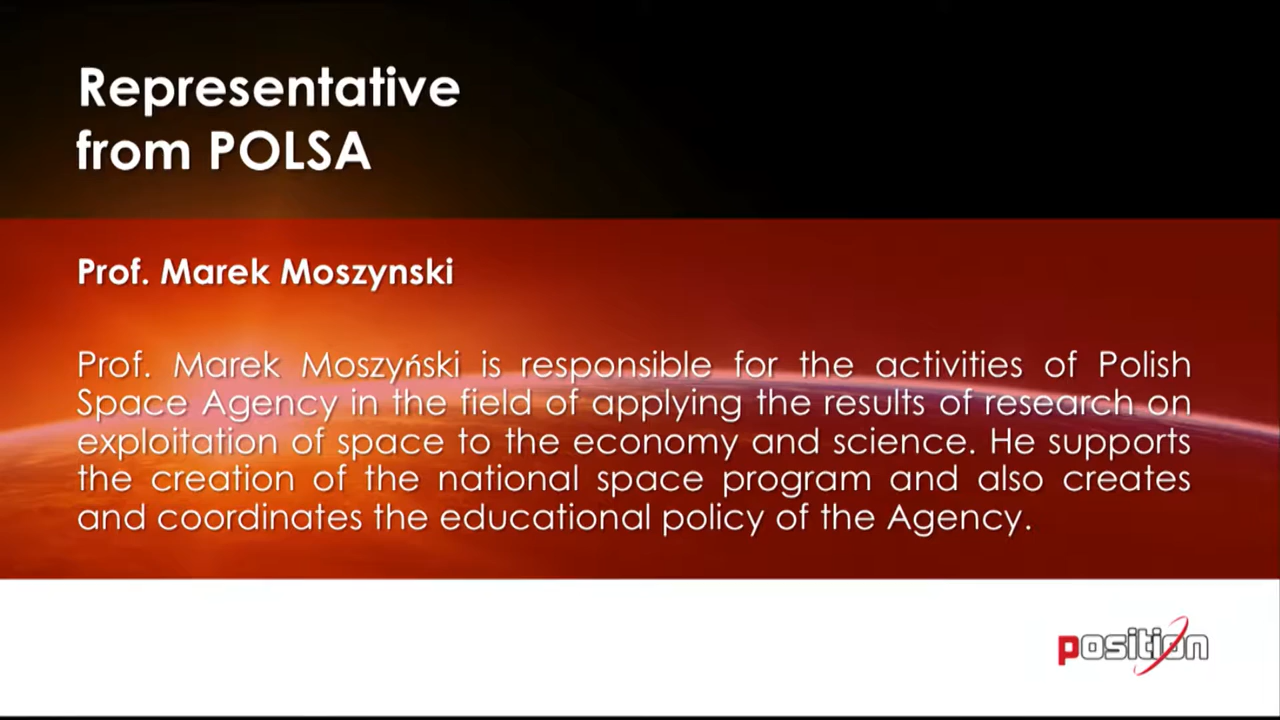 Representative
from POLSA
Prof. Marek Moszynski
Prof. Marek Moszyński is responsible for the activities of Polish
Space Agency in the field of applying the results of research on
exploitation of space to the economy and science. He supports
the creation of the national space program and also creates
and coordinates the educational policy of the Agency.
position